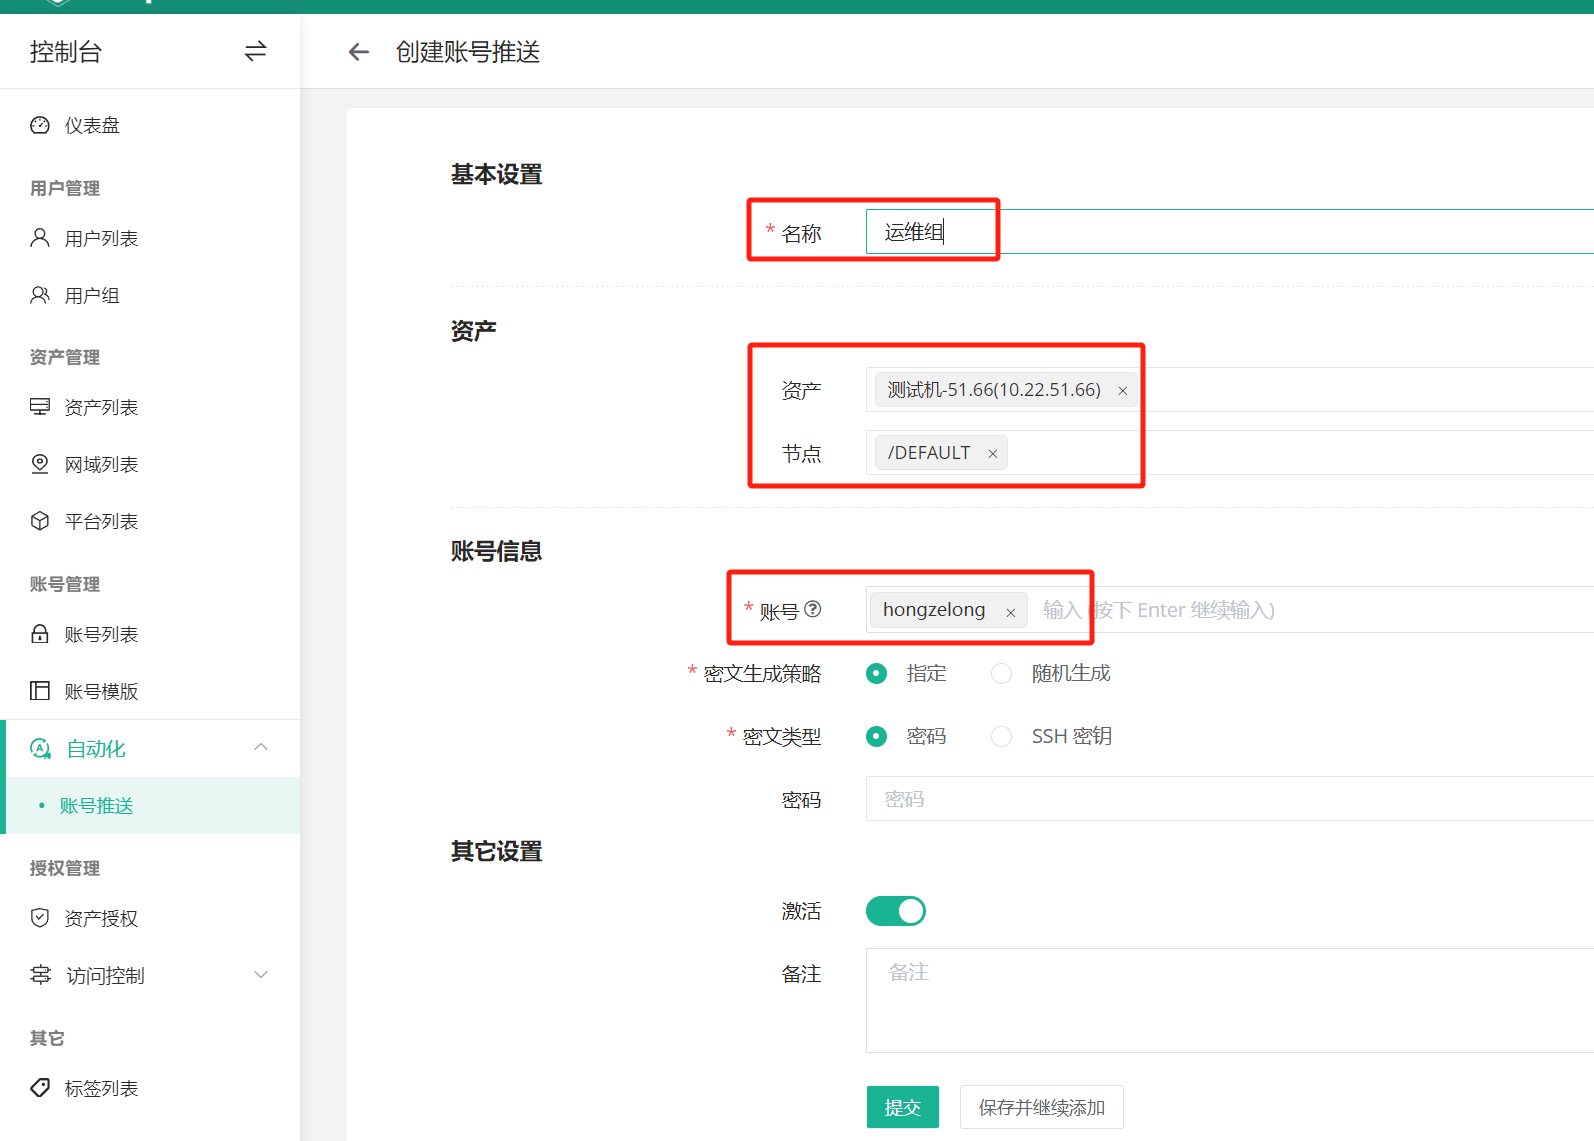 控制台
创建账号推送
仪表盘
用户管理
用户列表
用户组
资产管理
资产列表
网域列表
平台列表
账号管理
账号列表
账号模版
自动化
账号推送
授权管理
资产授权
访问控制
其它
标签列表
基本设置
* 名称 运维组
资产
资产 测试机-51.66(10.22.51.66) ×
节点 /DEFAULT ×
账号信息
* 账号 hongzelong × 输入 (按下 Enter 继续输入)
* 密文生成策略 指定 随机生成
* 密文类型 密码 SSH 密钥
密码 密码
其它设置
激活
备注 备注
提交 保存并继续添加